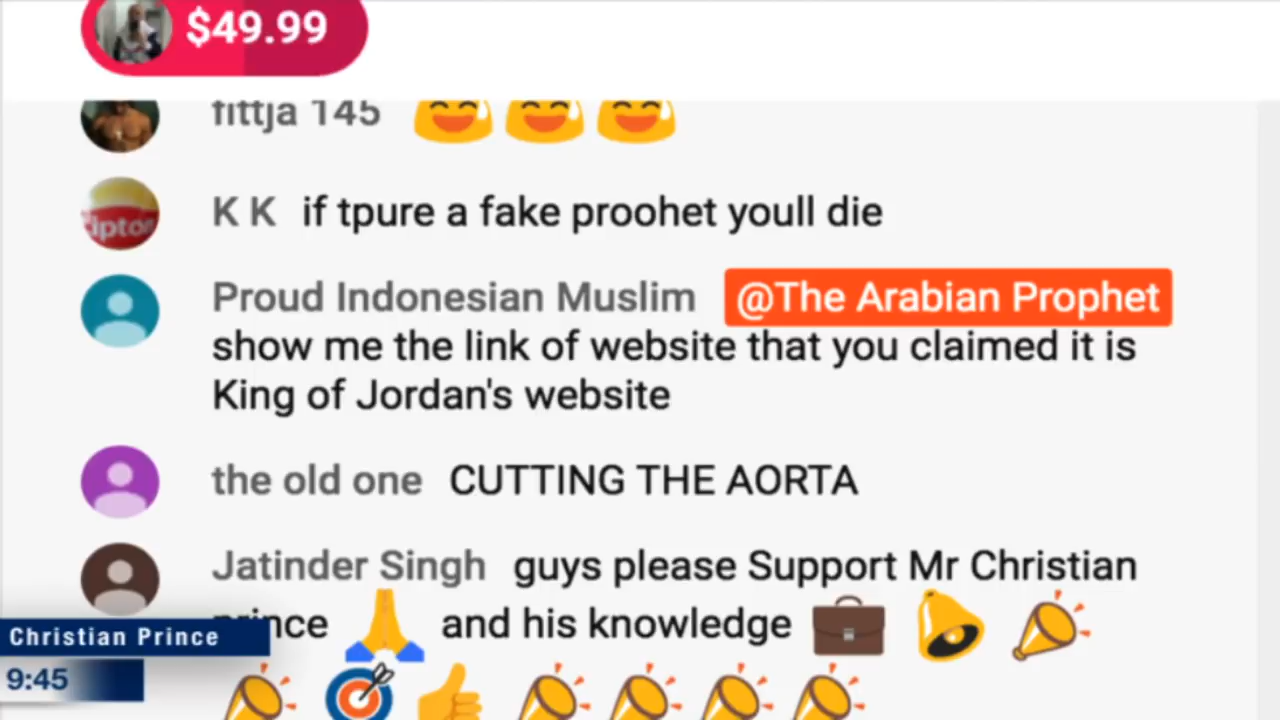 $49.99
fittja 145
K K if tpure a fake proohet youll die
Proud Indonesian Muslim @The Arabian Prophet
show me the link of website that you claimed it is
King of Jordan's website
the old one CUTTING THE AORTA
Jatinder Singh guys please Support Mr Christian
prince and his knowledge
Christian Prince
9:45